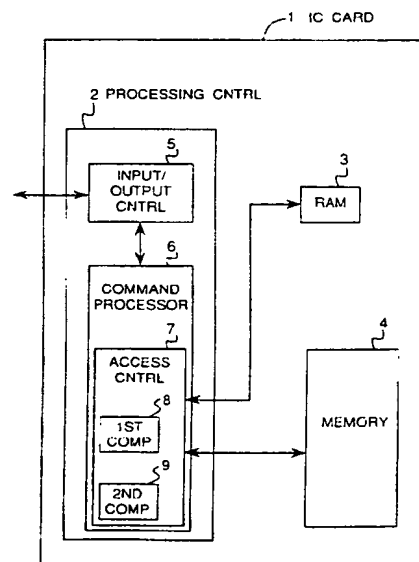 1 IC CARD
2 PROCESSING CNTRL
5
INPUT/
OUTPUT
CNTRL
3
RAM
6
COMMAND
PROCESSOR
7
ACCESS
CNTRL
8
1ST
COMP
9
2ND
COMP
4
MEMORY